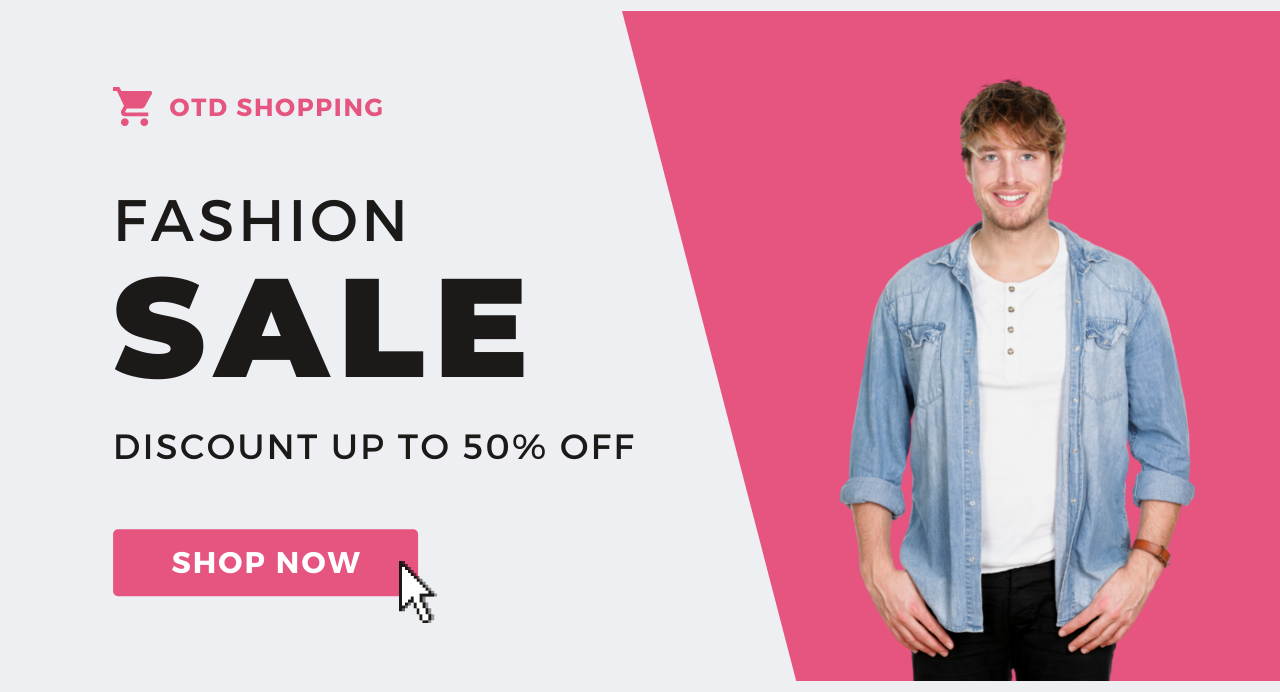 OTD SHOPPING
FASHION
SALE
DISCOUNT UP TO 50% OFF
SHOP NOW